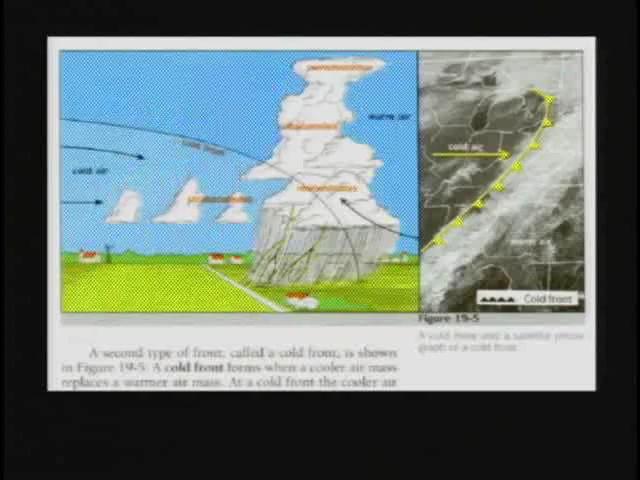 warm air
cold front
cold air
cold air
Cold front
Figure 19-5
A cold front and a satellite photo-
graph of a cold front.
A second type of front, called a cold front, is shown
in Figure 19-5. A cold front forms when a cooler air mass
replaces a warmer air mass. At a cold front the cooler air